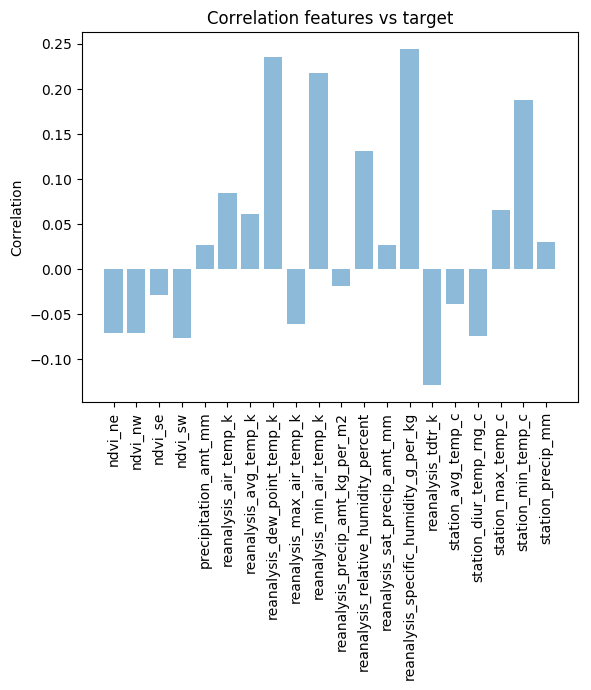 Correlation features vs target
Correlation
0.25
0.20
0.15
0.10
0.05
0.00
−0.05
−0.10
ndvi_ne
ndvi_nw
ndvi_se
ndvi_sw
precipitation_amt_mm
reanalysis_air_temp_k
reanalysis_avg_temp_k
reanalysis_dew_point_temp_k
reanalysis_max_air_temp_k
reanalysis_min_air_temp_k
reanalysis_precip_amt_kg_per_m2
reanalysis_relative_humidity_percent
reanalysis_sat_precip_amt_mm
reanalysis_specific_humidity_g_per_kg
reanalysis_tdtr_k
station_avg_temp_c
station_diur_temp_rng_c
station_max_temp_c
station_min_temp_c
station_precip_mm